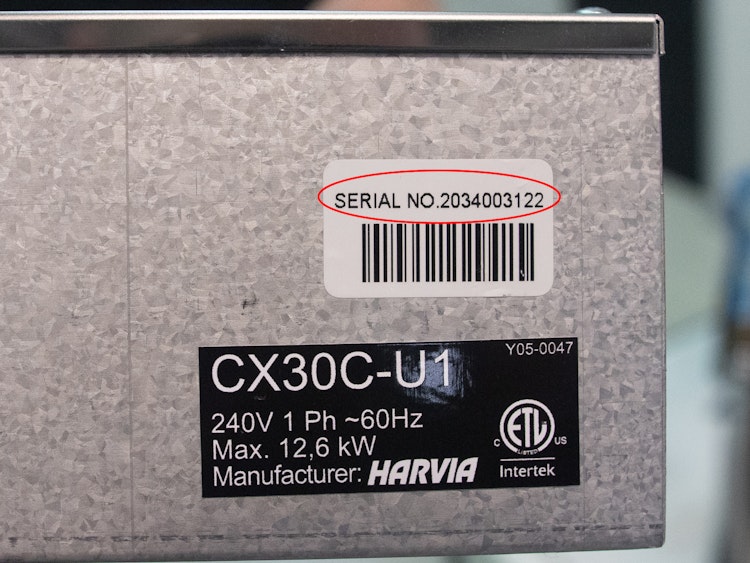 SERIAL NO.2034003122
Y05-0047
CX30C-U1
240V 1 Ph ~60Hz
Max. 12,6 kW
Manufacturer: HARVIA
C ETL US
LISTED
Intertek